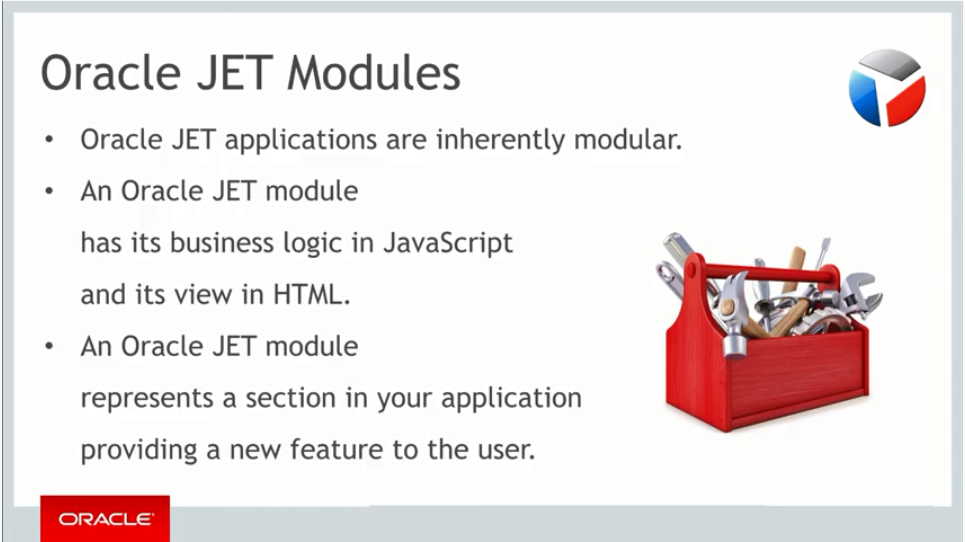 Oracle JET Modules
• Oracle JET applications are inherently modular.
• An Oracle JET module
has its business logic in JavaScript
and its view in HTML.
• An Oracle JET module
represents a section in your application
providing a new feature to the user.
ORACLE